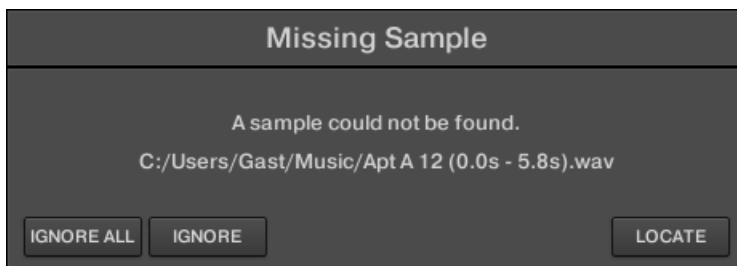 Missing Sample
A sample could not be found.
C:/Users/Gast/Music/Apt A 12 (0.0s - 5.8s).wav
IGNORE ALL IGNORE LOCATE